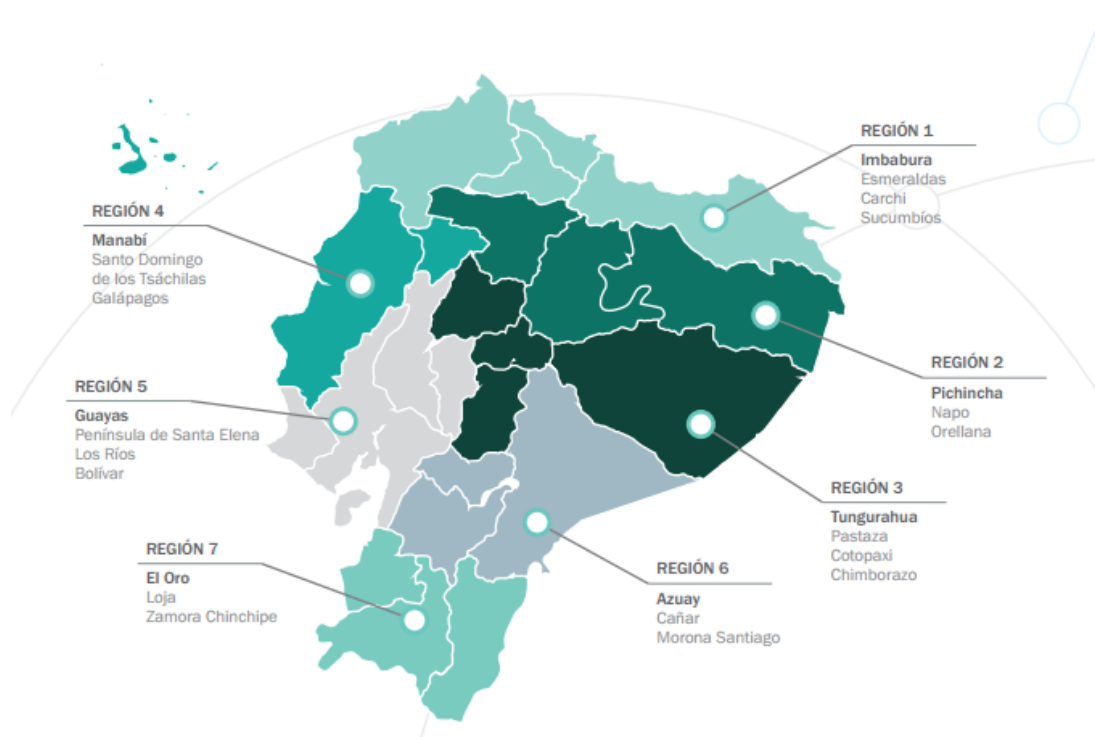 REGIÓN 1
Imbabura
Esmeraldas
Carchi
Sucumbíos
REGIÓN 4
Manabí
Santo Domingo
de los Tsáchilas
Galápagos
REGIÓN 2
Pichincha
Napo
Orellana
REGIÓN 5
Guayas
Península de Santa Elena
Los Ríos
Bolívar
REGIÓN 3
Tungurahua
Pastaza
Cotopaxi
Chimborazo
REGIÓN 7
El Oro
Loja
Zamora Chinchipe
REGIÓN 6
Azuay
Cañar
Morona Santiago